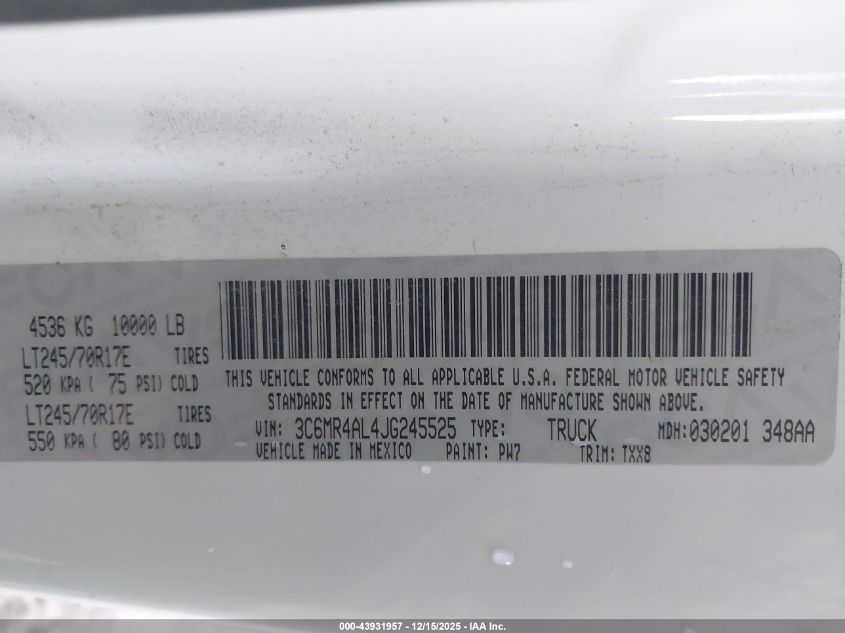 4536 KG 10000 LB
LT245/70R17E TIRES
520 KPA ( 75 PSI) COLD
LT245/70R17E TIRES
550 KPA ( 80 PSI) COLD
THIS VEHICLE CONFORMS TO ALL APPLICABLE U.S.A. FEDERAL MOTOR VEHICLE SAFETY
STANDARDS IN EFFECT ON THE DATE OF MANUFACTURE SHOWN ABOVE.
VIN: 3C6MR4AL4JG245525 TYPE: TRUCK MDH:030201 348AA
VEHICLE MADE IN MEXICO PAINT: PW7 TRIM: TXX8
000-43931957 - 12/15/2025 - IAA Inc.